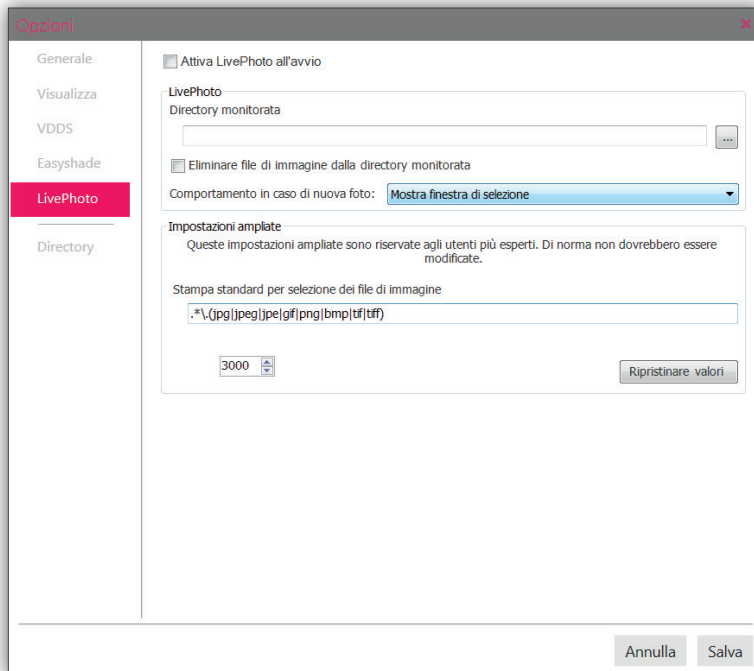 Opzioni
Generale
Visualizza
VDDS
Easyshade
LivePhoto
Directory
Attiva LivePhoto all'avvio
LivePhoto
Directory monitorata
...
Eliminare file di immagine dalla directory monitorata
Comportamento in caso di nuova foto: Mostra finestra di selezione
Impostazioni ampliate
Queste impostazioni ampliate sono riservate agli utenti più esperti. Di norma non dovrebbero essere
modificate.
Stampa standard per selezione dei file di immagine
.*\.(jpg|jpeg|jpe|gif|png|bmp|tif|tiff)
3000
Ripristinare valori
Annulla Salva